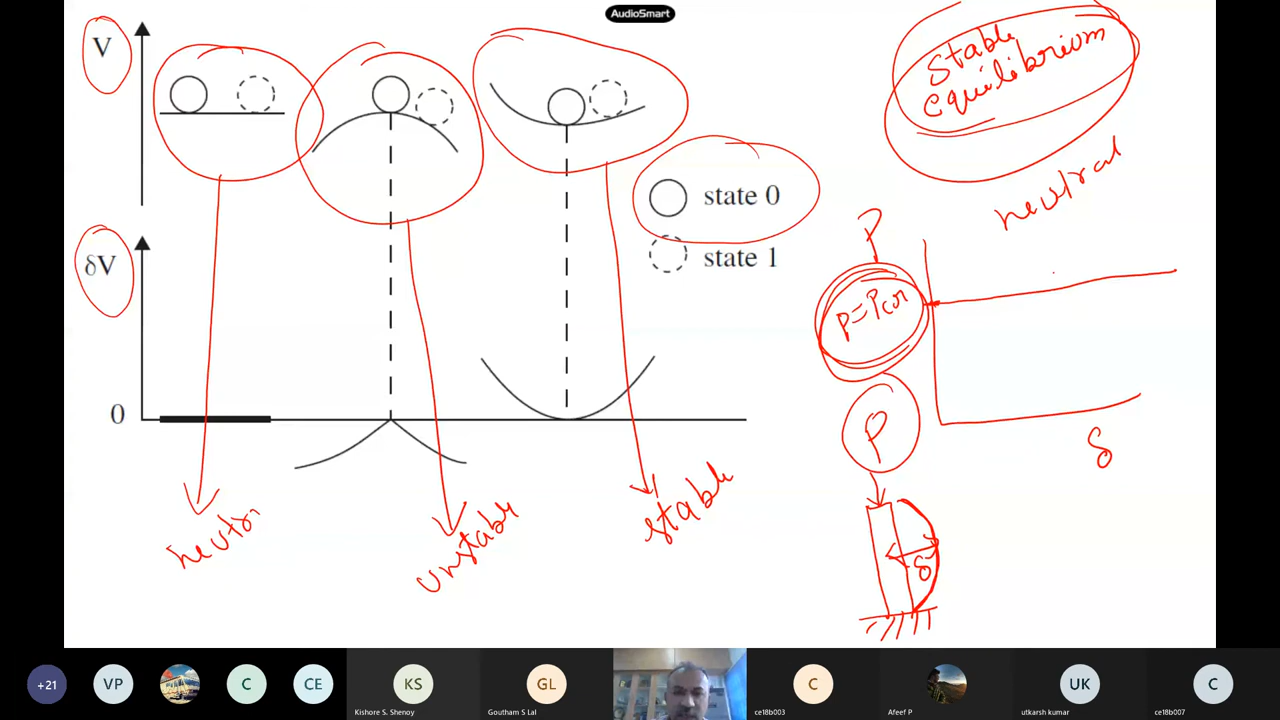 AudioSmart
V
Stable
equilibrium
neutral
state 0
state 1
δV
P
P=Pcr
0
P
δ
δ
neutr
unstable
stable
+21
VP
C
CE
KS
GL
C
UK
C
Kishore S. Shenoy
Goutham S Lal
ce18b003
Afeef P
utkarsh kumar
ce18b007